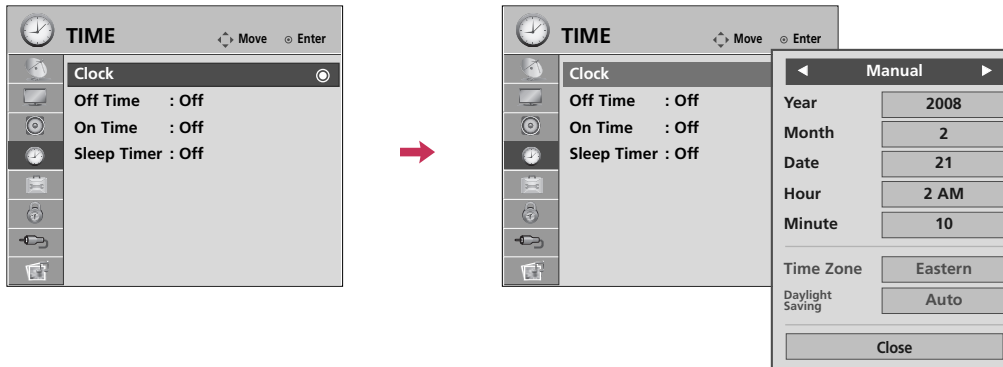 TIME
Move
Enter
Clock
Off Time : Off
On Time : Off
Sleep Timer : Off
TIME
Move
Enter
Clock
Off Time : Off
On Time : Off
Sleep Timer : Off
Manual
Year 2008
Month 2
Date 21
Hour 2 AM
Minute 10
Time Zone Eastern
Daylight
Saving
Auto
Close